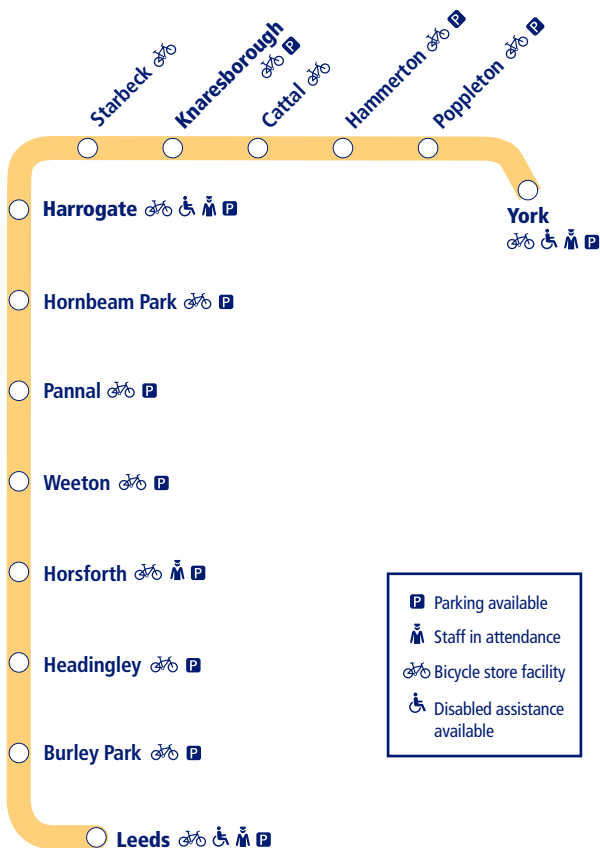 Starbeck
Knaresborough
P
Cattal
Hammerton P
Poppleton P
Harrogate P
York
P
Hornbeam Park P
Pannal P
Weeton P
Horsforth P
Headingley P
Burley Park P
Leeds P
P Parking available
Staff in attendance
Bicycle store facility
Disabled assistance
available